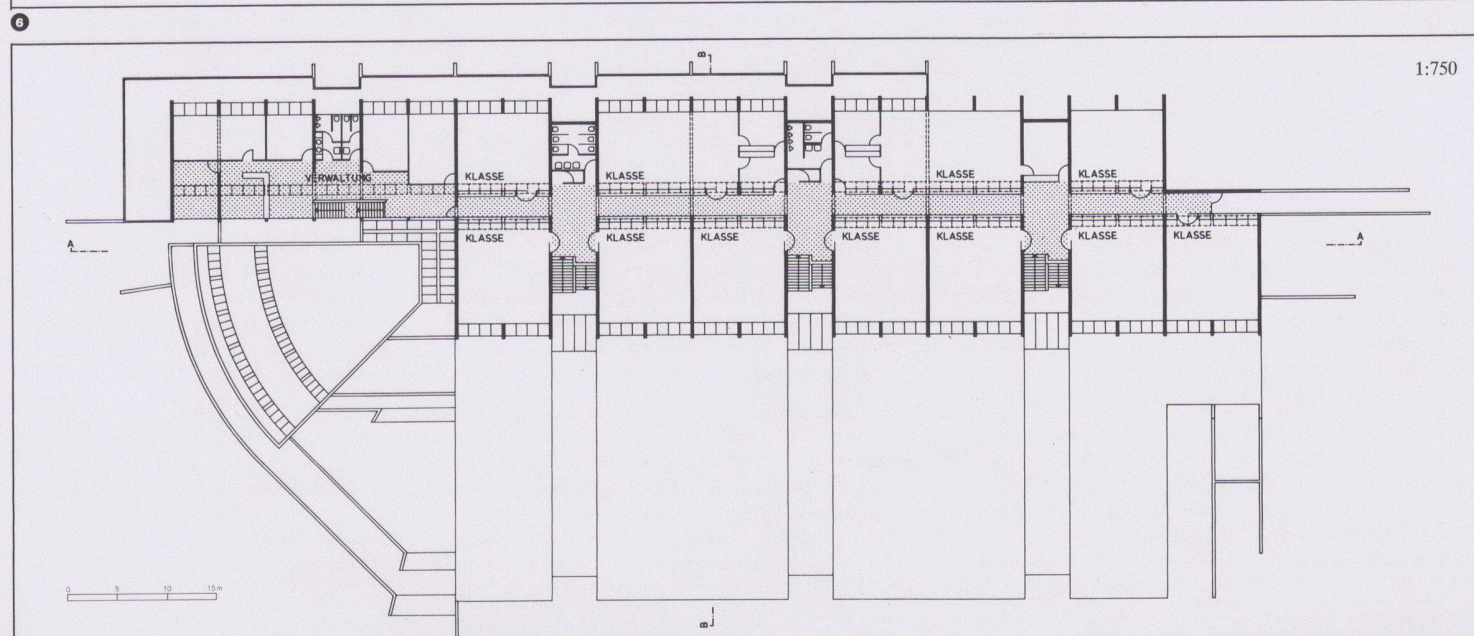 6
1:750
B
VERWALTUNG
KLASSE KLASSE KLASSE KLASSE
KLASSE KLASSE KLASSE KLASSE KLASSE KLASSE KLASSE
A A
0 5 10 15 m
B